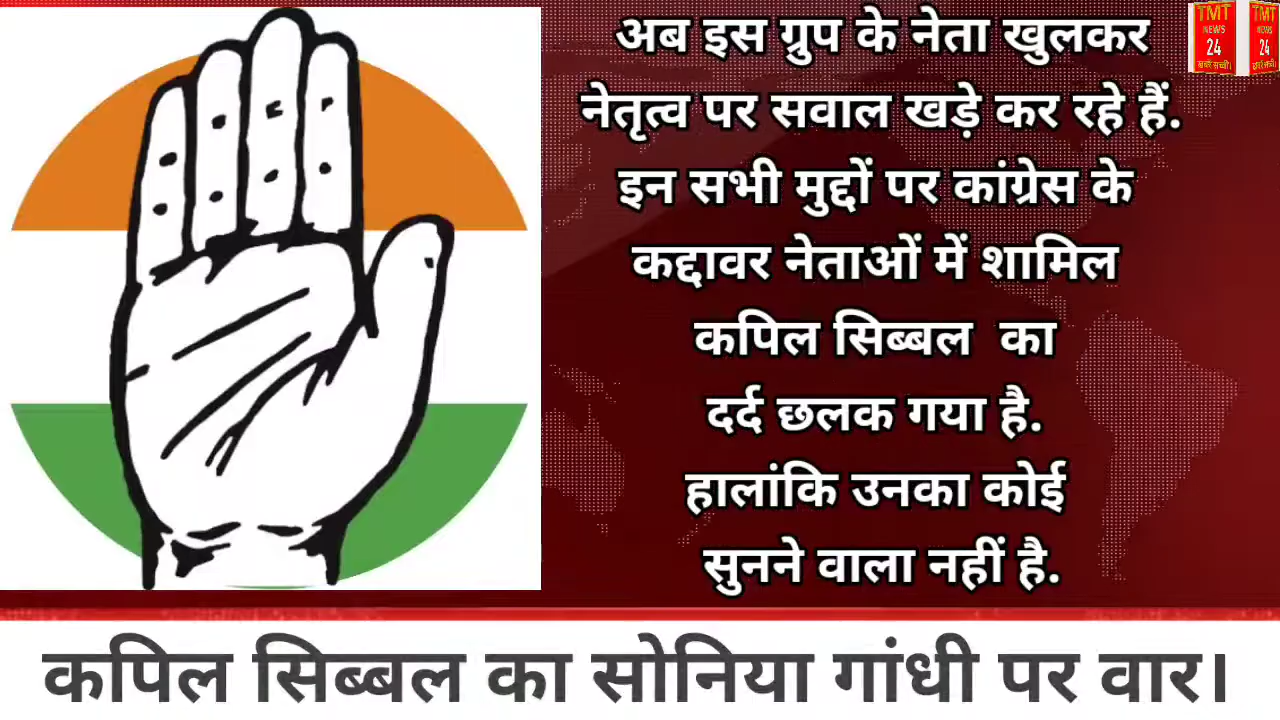 अब इस ग्रुप के नेता खुलकर
नेतृत्व पर सवाल खड़े कर रहे हैं.
इन सभी मुद्दों पर कांग्रेस के
कद्दावर नेताओं में शामिल
कपिल सिब्बल का
दर्द छलक गया है.
हालांकि उनका कोई
सुनने वाला नहीं है.
TMT
NEWS
24
TMT
NEWS
24
कपिल सिब्बल का सोनिया गांधी पर वार।